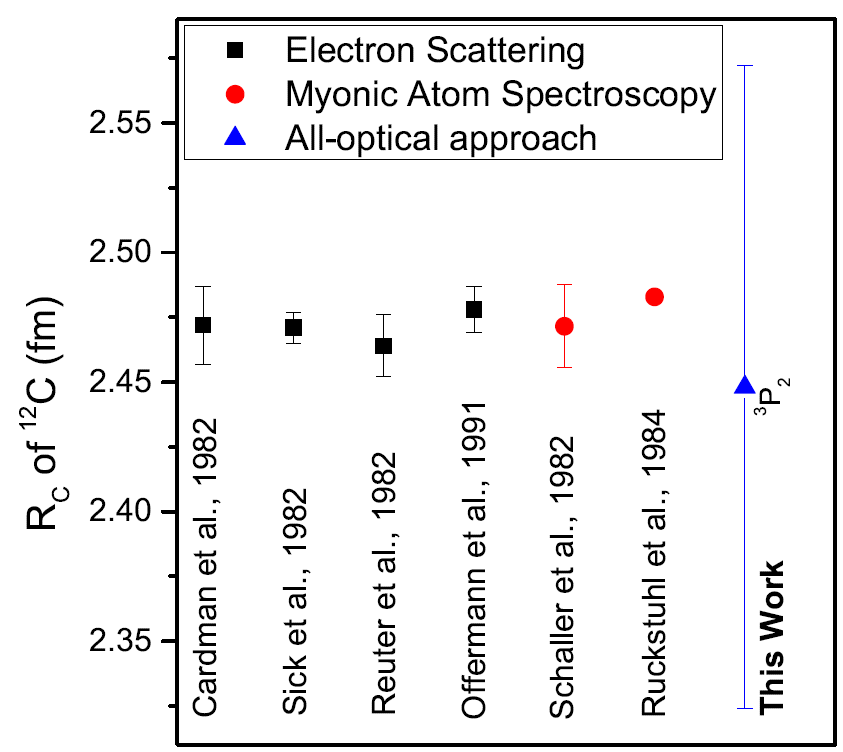 Electron Scattering
Myonic Atom Spectroscopy
All-optical approach
2.55
2.50
2.45
2.40
2.35
R_C of ^12C (fm)
Cardman et al., 1982
Sick et al., 1982
Reuter et al., 1982
Offermann et al., 1991
Schaller et al., 1982
Ruckstuhl et al., 1984
^3P_2
This Work